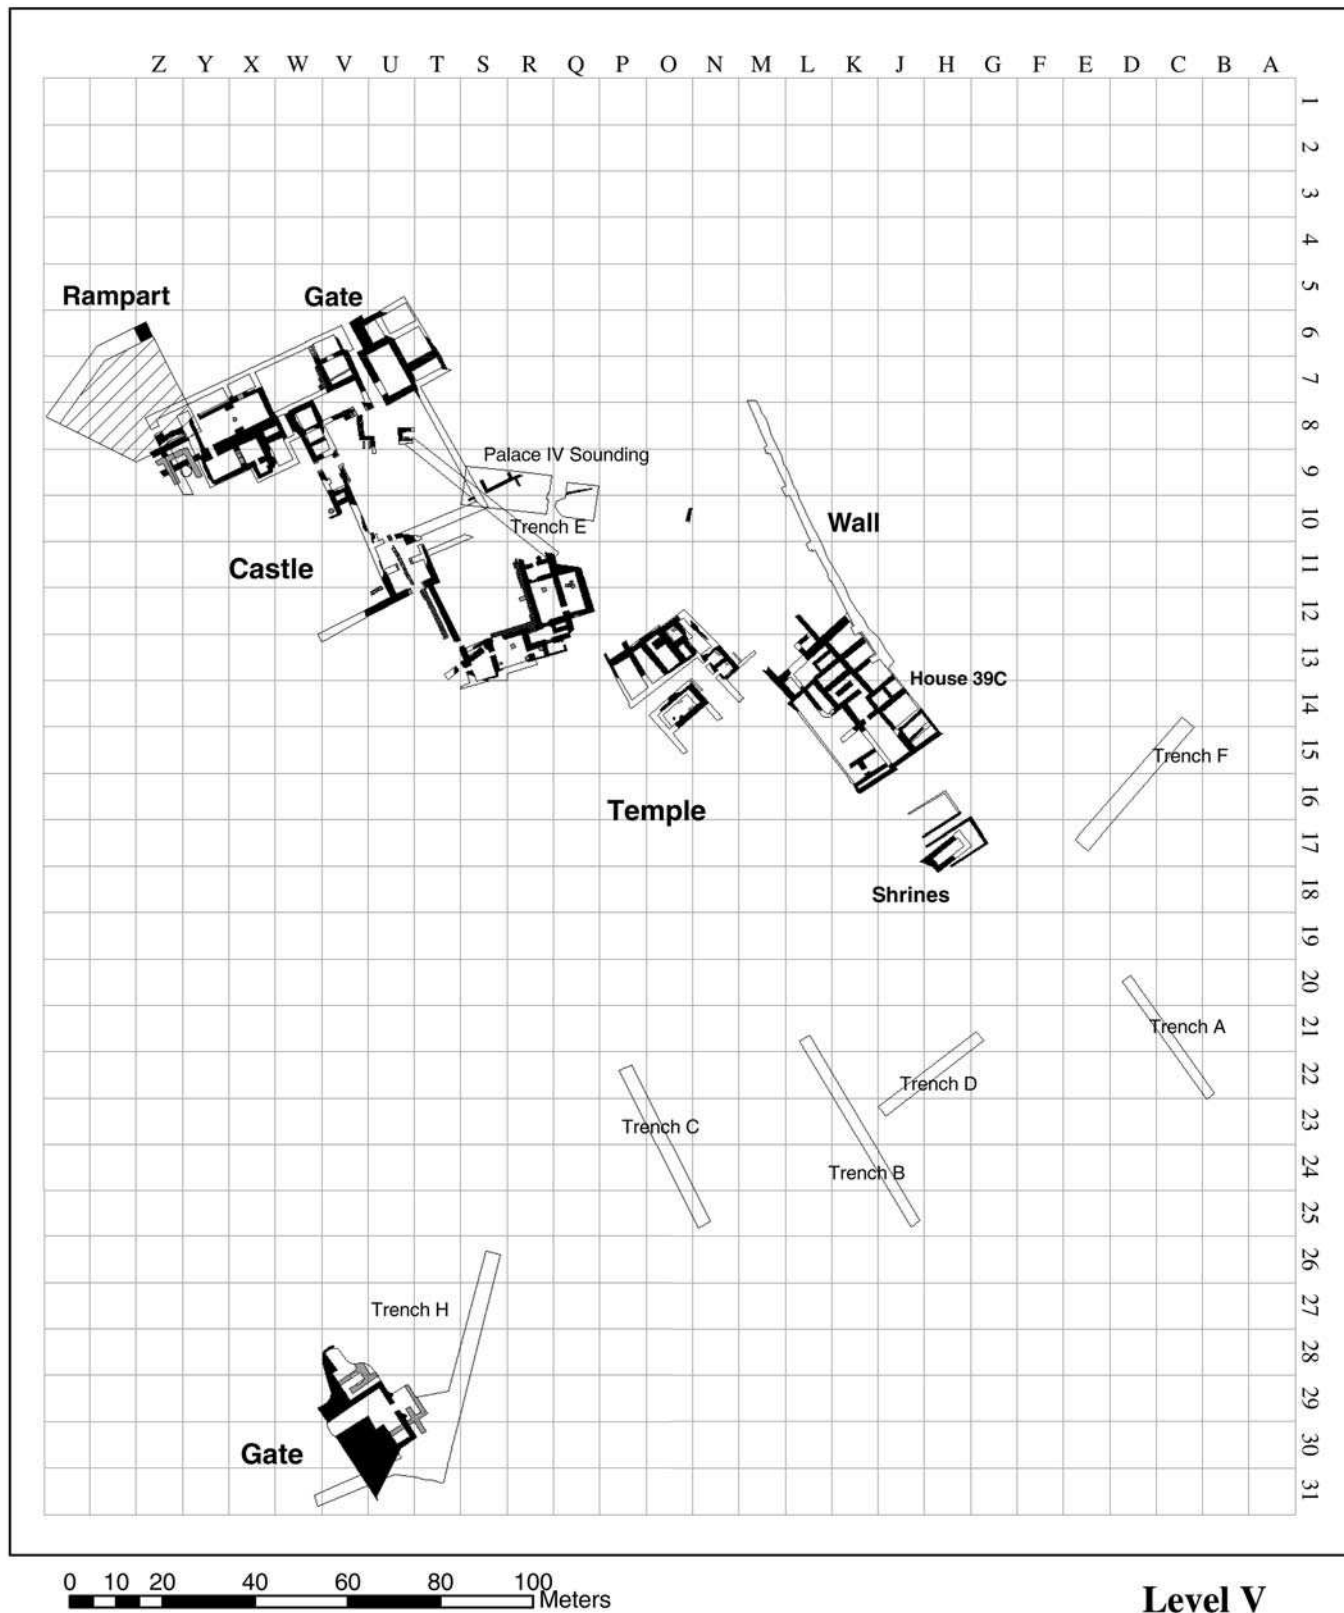 Z Y X W V U T S R Q P O N M L K J H G F E D C B A
1
2
3
4
5
Rampart
Gate
6
7
8
Palace IV Sounding
9
Trench E
Wall
10
Castle
11
12
13
House 39C
14
Trench F
15
Temple
16
17
Shrines
18
19
20
Trench A
21
Trench D
22
Trench C
23
Trench B
24
25
26
Trench H
27
28
29
Gate
30
31
0 10 20 40 60 80 100
Meters
Level V